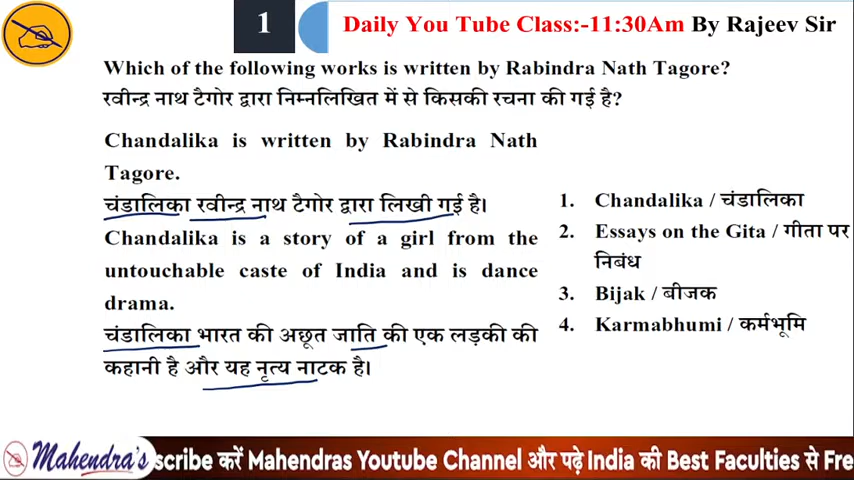 1
Daily You Tube Class:-11:30Am By Rajeev Sir
Which of the following works is written by Rabindra Nath Tagore?
रवीन्द्र नाथ टैगोर द्वारा निम्नलिखित में से किसकी रचना की गई है?
Chandalika is written by Rabindra Nath
Tagore.
चंडालिका रवीन्द्र नाथ टैगोर द्वारा लिखी गई है।
Chandalika is a story of a girl from the
untouchable caste of India and is dance
drama.
चंडालिका भारत की अछूत जाति की एक लड़की की
कहानी है और यह नृत्य नाटक है।
1. Chandalika / चंडालिका
2. Essays on the Gita / गीता पर
निबंध
3. Bijak / बीजक
4. Karmabhumi / कर्मभूमि
Mahendra's
scribe करें Mahendras Youtube Channel और पढ़े India की Best Faculties से Fre